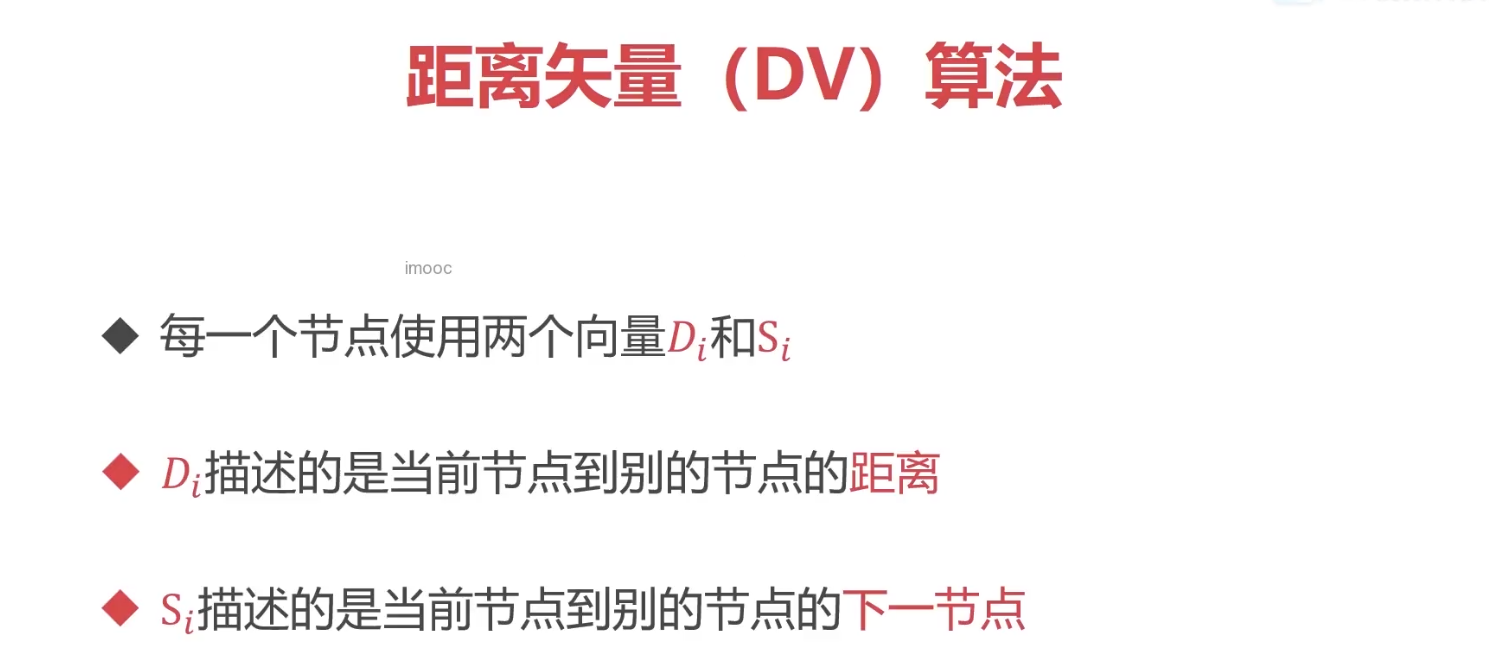 距离矢量（DV）算法
imooc
每一个节点使用两个向量Di和Si
Di描述的是当前节点到别的节点的距离
Si描述的是当前节点到别的节点的下一节点